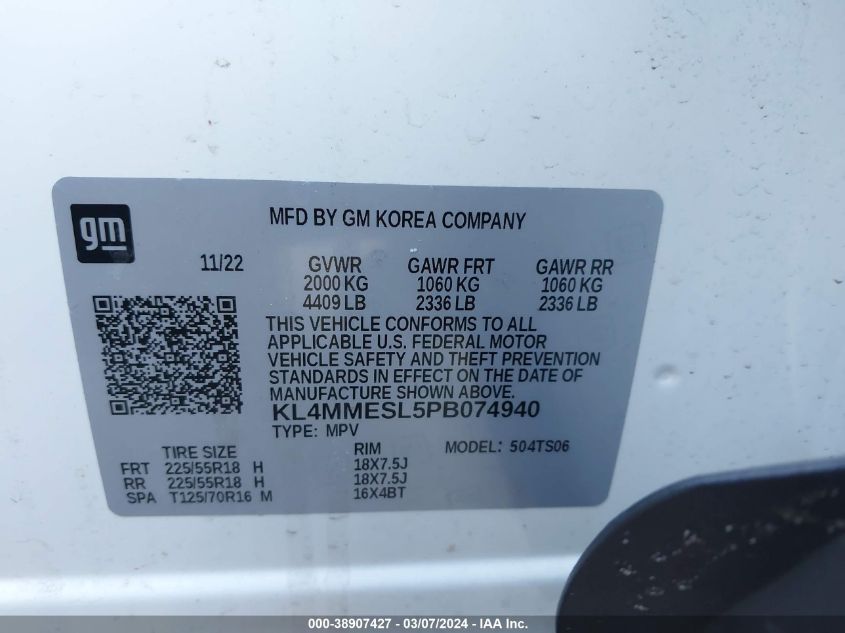 gm
MFD BY GM KOREA COMPANY
11/22 GVWR GAWR FRT GAWR RR
2000 KG 1060 KG 1060 KG
4409 LB 2336 LB 2336 LB
THIS VEHICLE CONFORMS TO ALL
APPLICABLE U.S. FEDERAL MOTOR
VEHICLE SAFETY AND THEFT PREVENTION
STANDARDS IN EFFECT ON THE DATE OF
MANUFACTURE SHOWN ABOVE.
KL4MMESL5PB074940
TYPE: MPV
TIRE SIZE RIM MODEL: 504TS06
FRT 225/55R18 H 18X7.5J
RR 225/55R18 H 18X7.5J
SPA T125/70R16 M 16X4BT
000-38907427 - 03/07/2024 - IAA Inc.